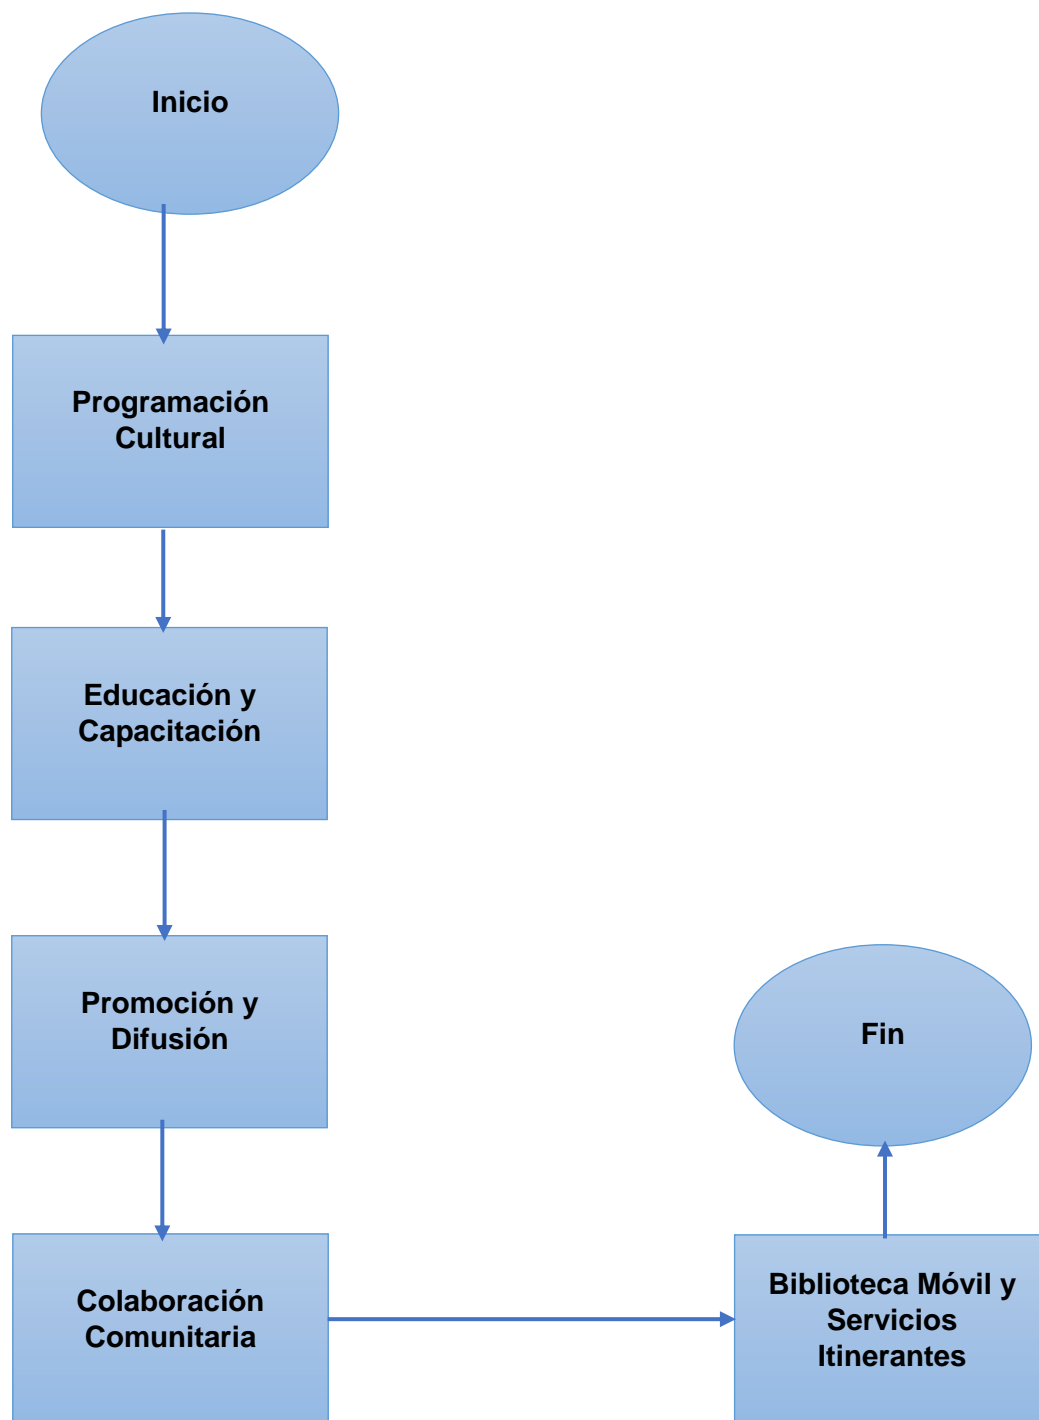 Inicio
Programación
Cultural
Educación y
Capacitación
Promoción y
Difusión
Colaboración
Comunitaria
Biblioteca Móvil y
Servicios
Itinerantes
Fin